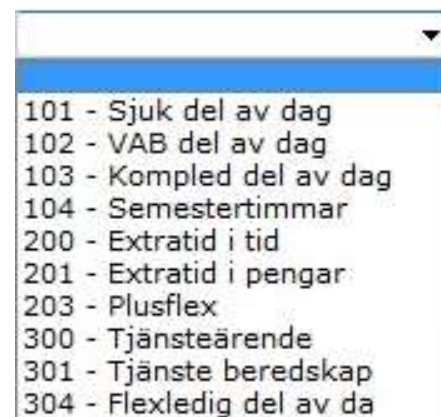 101 - Sjuk del av dag
102 - VAB del av dag
103 - Kompled del av dag
104 - Semestertimmar
200 - Extratid i tid
201 - Extratid i pengar
203 - Plusflex
300 - Tjänsteärende
301 - Tjänste beredskap
304 - Flexledig del av da